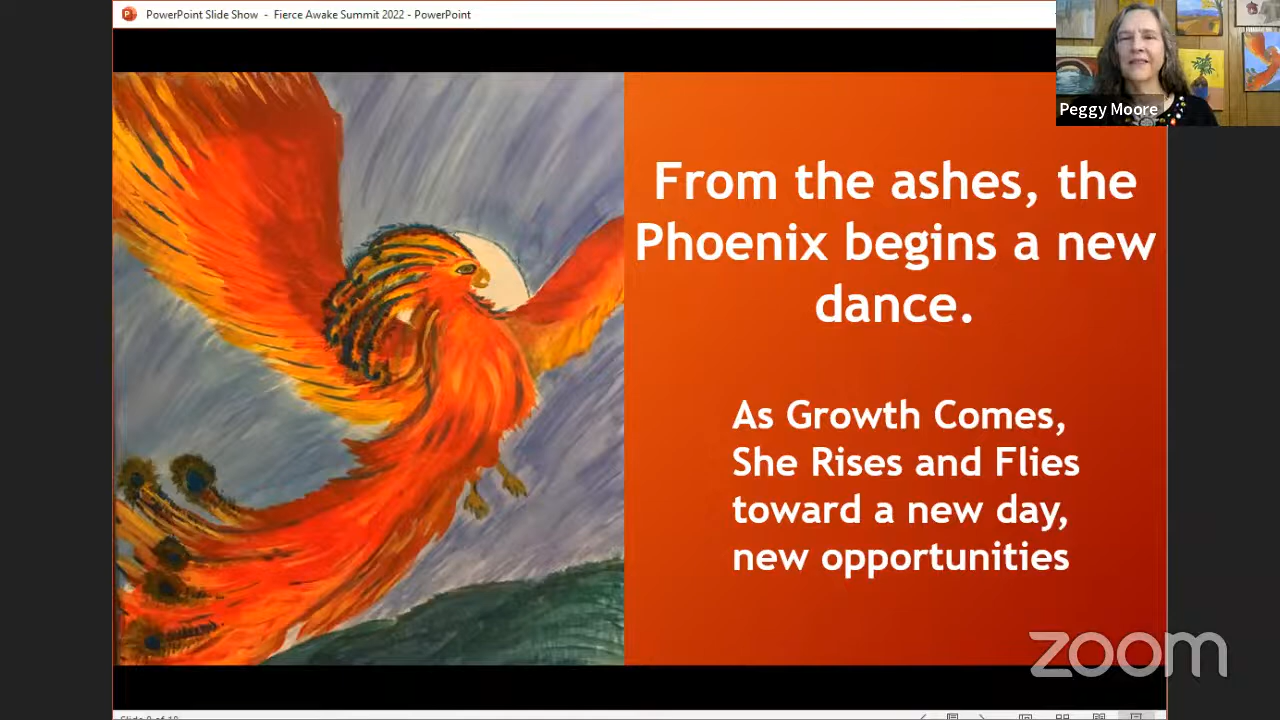 PowerPoint Slide Show - Fierce Awake Summit 2022 - PowerPoint
Peggy Moore
From the ashes, the
Phoenix begins a new
dance.
As Growth Comes,
She Rises and Flies
toward a new day,
new opportunities
zoom